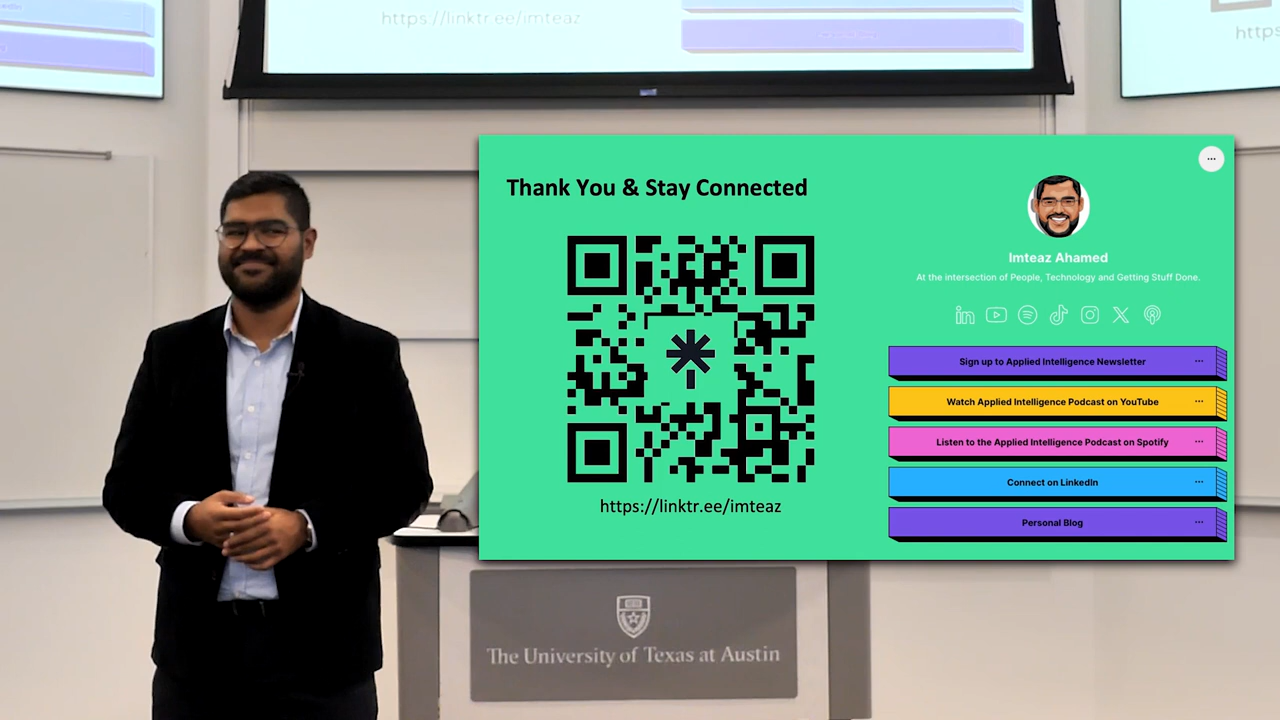 https://linktr.ee/imteaz
https:
Thank You & Stay Connected
https://linktr.ee/imteaz
Imteaz Ahamed
At the intersection of People, Technology and Getting Stuff Done.
Sign up to Applied Intelligence Newsletter
Watch Applied Intelligence Podcast on YouTube
Listen to the Applied Intelligence Podcast on Spotify
Connect on LinkedIn
Personal Blog
The University of Texas at Austin